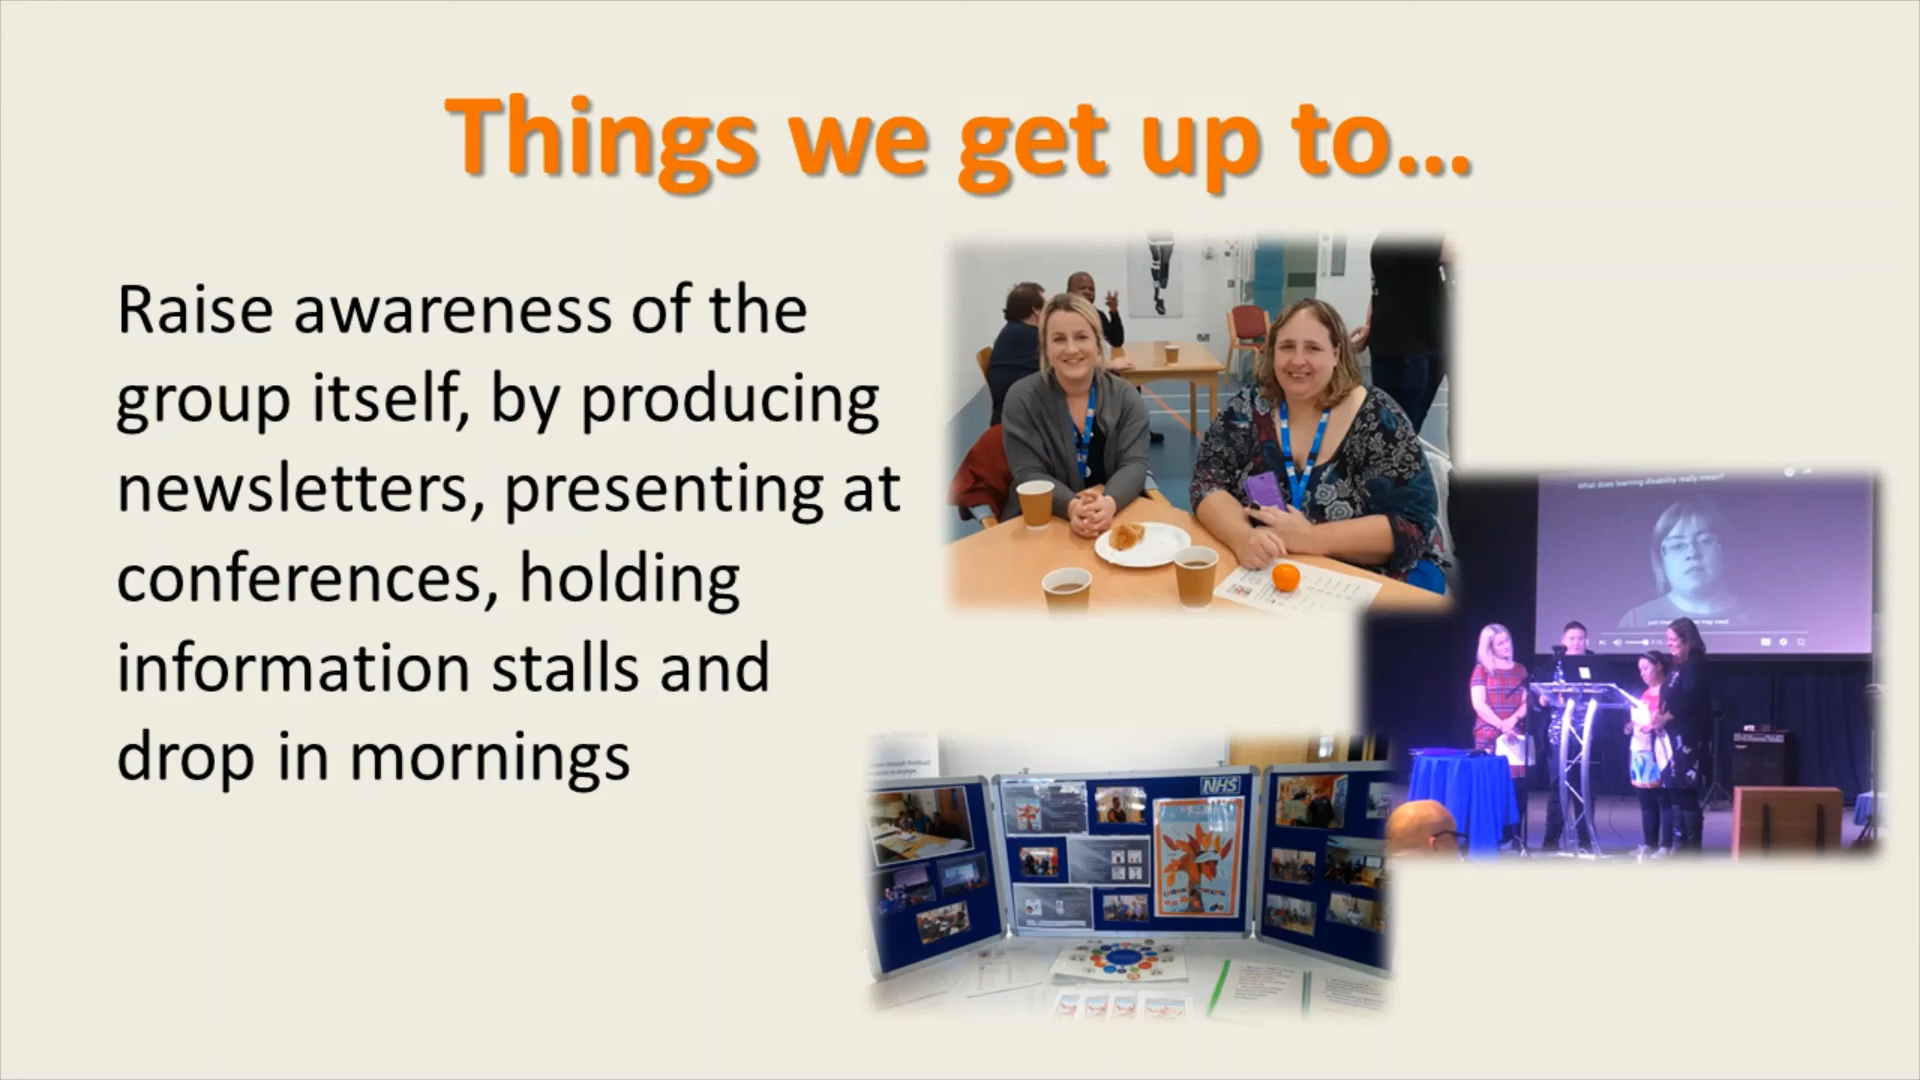 Things we get up to...
Raise awareness of the
group itself, by producing
newsletters, presenting at
conferences, holding
information stalls and
drop in mornings
What does learning disability really mean?
NHS